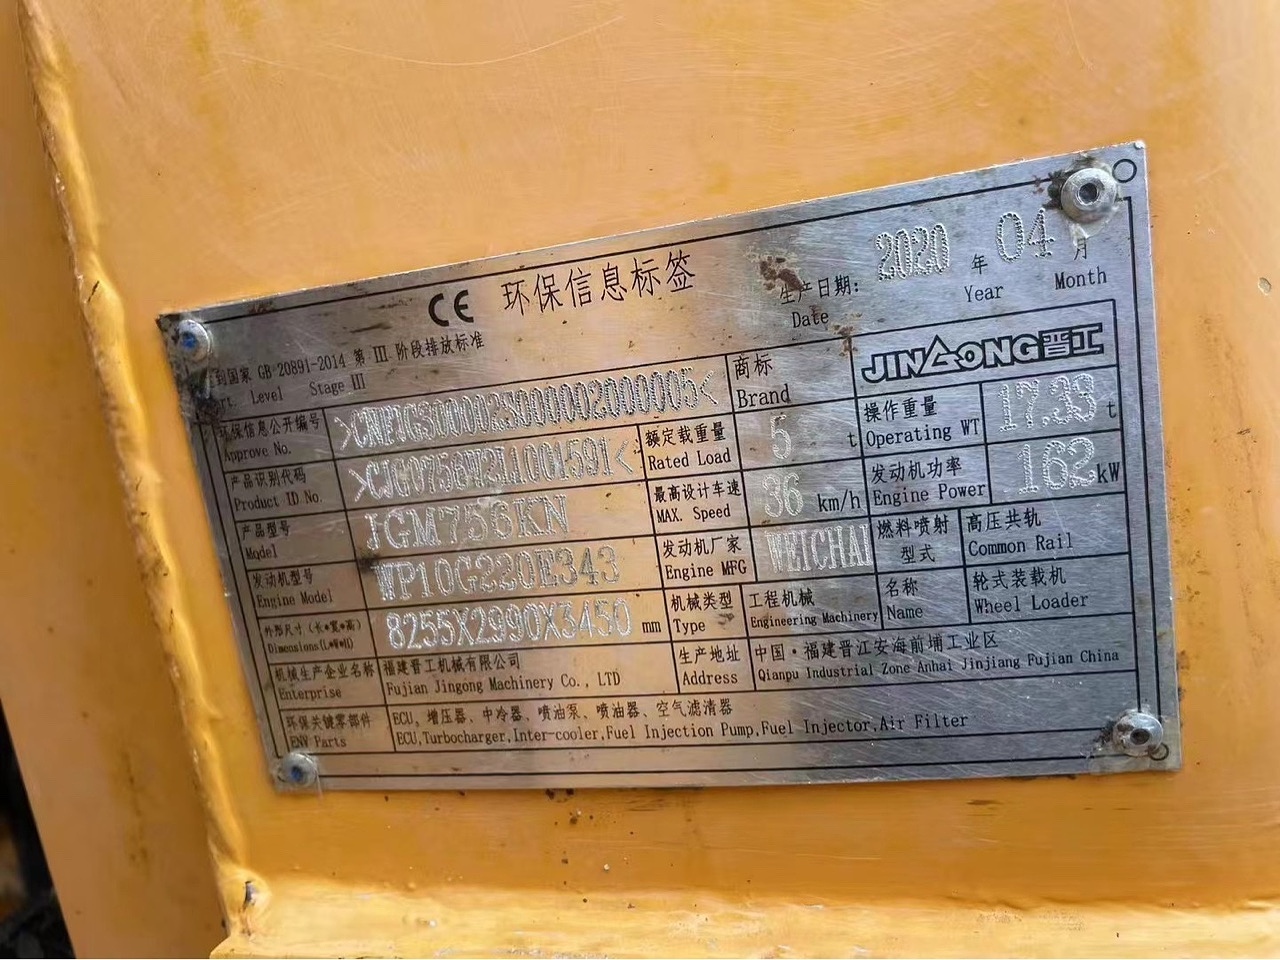 CE 环保信息标签
生产日期: 2020 年 04 月
Date Year Month
到国家 GB 20891-2014 第 III 阶段排放标准
Level Stage III
环保信息公开编号
Approve No.
商标
Brand
JINGONG晋工
产品识别代码
Product ID No.
额定载重量
Rated Load
5 t
操作重量
Operating WT
17.33 t
产品型号
Model
JGM756KN
最高设计车速
MAX. Speed
36 km/h
发动机功率
Engine Power
162 kW
发动机型号
Engine Model
WP10G220E343
发动机厂家
Engine MFG
WEICHAI
燃料喷射
型式
高压共轨
Common Rail
外形尺寸(长*宽*高)
Dimensions(L*W*H)
8255X2990X3450 mm
机械类型
Type
工程机械
Engineering Machinery
名称
Name
轮式装载机
Wheel Loader
机械生产企业名称
Enterprise
福建晋工机械有限公司
Fujian Jingong Machinery Co., LTD
生产地址
Address
中国·福建晋江安海前埔工业区
Qianpu Industrial Zone Anhai Jinjiang Fujian China
环保关键零部件
ENV Parts
ECU、增压器、中冷器、喷油泵、喷油器、空气滤清器
ECU,Turbocharger,Inter-cooler,Fuel Injection Pump,Fuel Injector,Air Filter